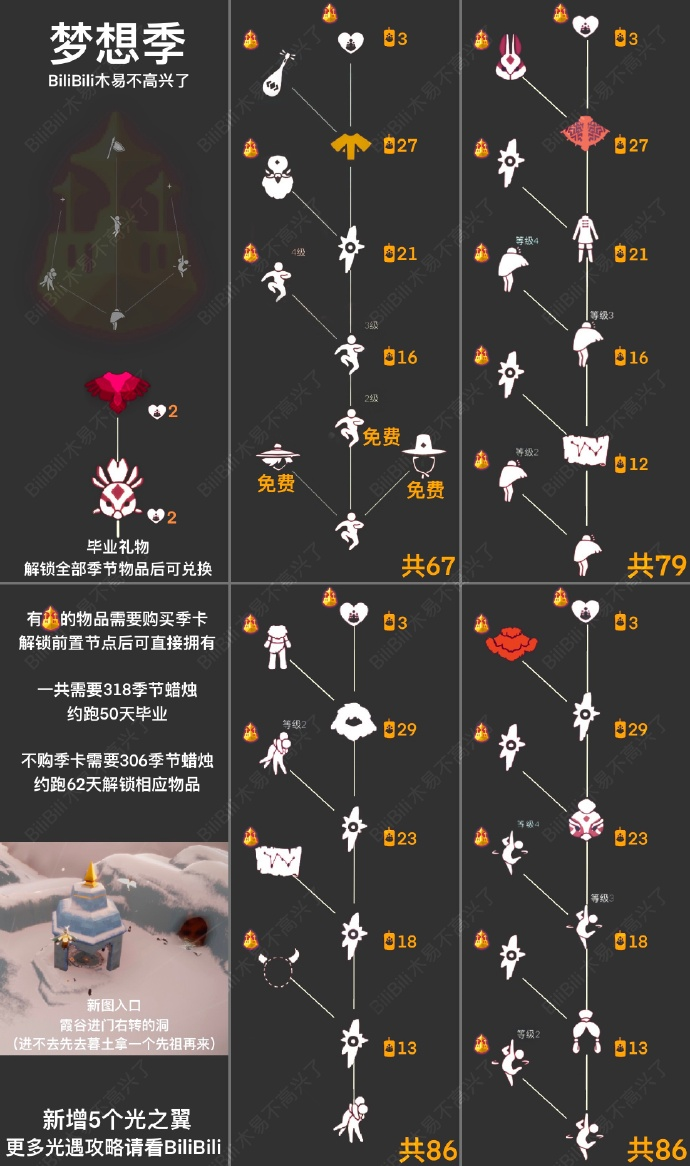 梦想季
BiliBili木易不高兴了
2
2
毕业礼物
解锁全部季节物品后可兑换
3
27
21
4级
3级
16
2级
免费
免费
免费
共67
3
27
21
等级4
等级3
16
等级2
12
共79
有的物品需要购买季卡
解锁前置节点后可直接拥有
一共需要318季节蜡烛
约跑50天毕业
不购季卡需要306季节蜡烛
约跑62天解锁相应物品
新图入口
霞谷进门右转的洞
（进不去先去暮土拿一个先祖再来）
新增5个光之翼
更多光遇攻略请看BiliBili
3
29
等级2
23
18
13
共86
3
29
23
等级4
等级3
18
等级2
13
共86
BiliBili木易不高兴了